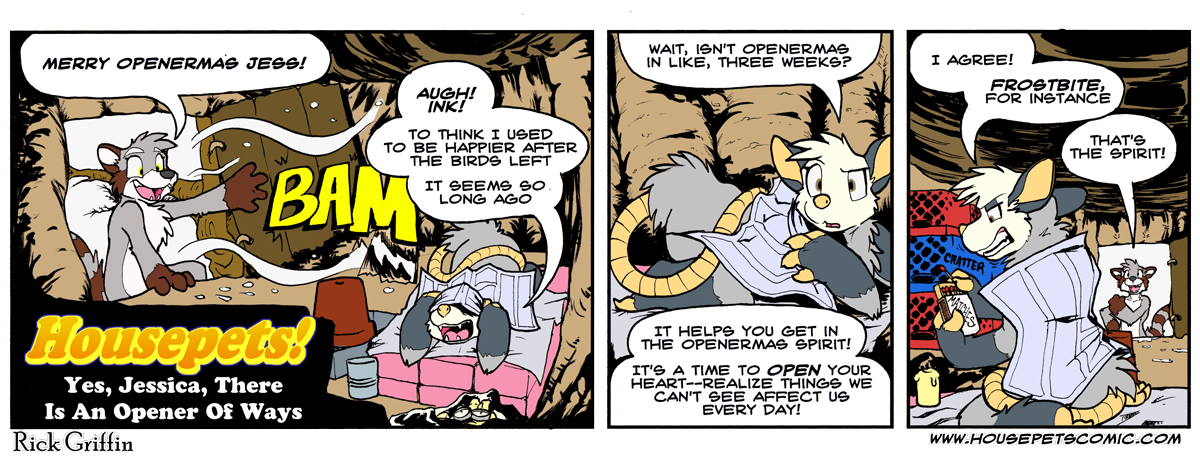 MERRY OPENERMAS JESS!
BAM
AUGH!
INK!
TO THINK I USED
TO BE HAPPIER AFTER
THE BIRDS LEFT
IT SEEMS SO
LONG AGO
Housepets!
Yes, Jessica, There
Is An Opener Of Ways
Rick Griffin
WAIT, ISN'T OPENERMAS
IN LIKE, THREE WEEKS?
IT HELPS YOU GET IN
THE OPENERMAS SPIRIT!
IT'S A TIME TO OPEN YOUR
HEART--REALIZE THINGS WE
CAN'T SEE AFFECT US
EVERY DAY!
I AGREE!
FROSTBITE,
FOR INSTANCE
THAT'S
THE SPIRIT!
CHATTER
MATCHES
WWW.HOUSEPETSCOMIC.COM